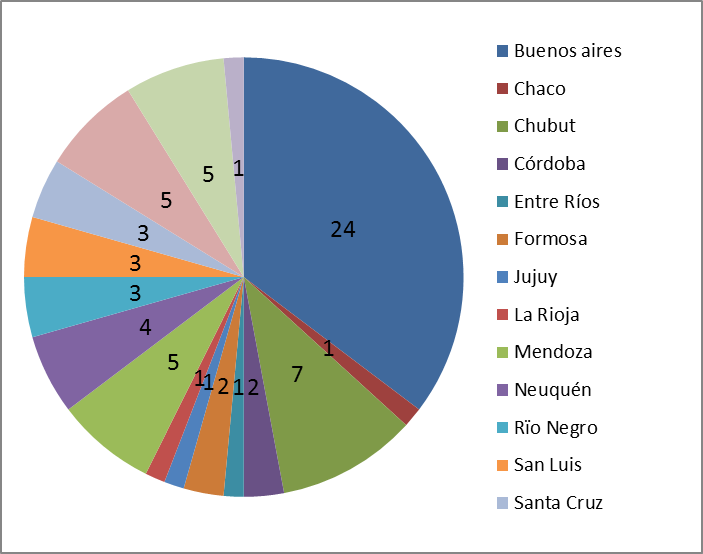 24
1
7
2
1
2
1
1
5
4
3
3
3
5
5
1
Buenos aires
Chaco
Chubut
Córdoba
Entre Ríos
Formosa
Jujuy
La Rioja
Mendoza
Neuquén
Rïo Negro
San Luis
Santa Cruz